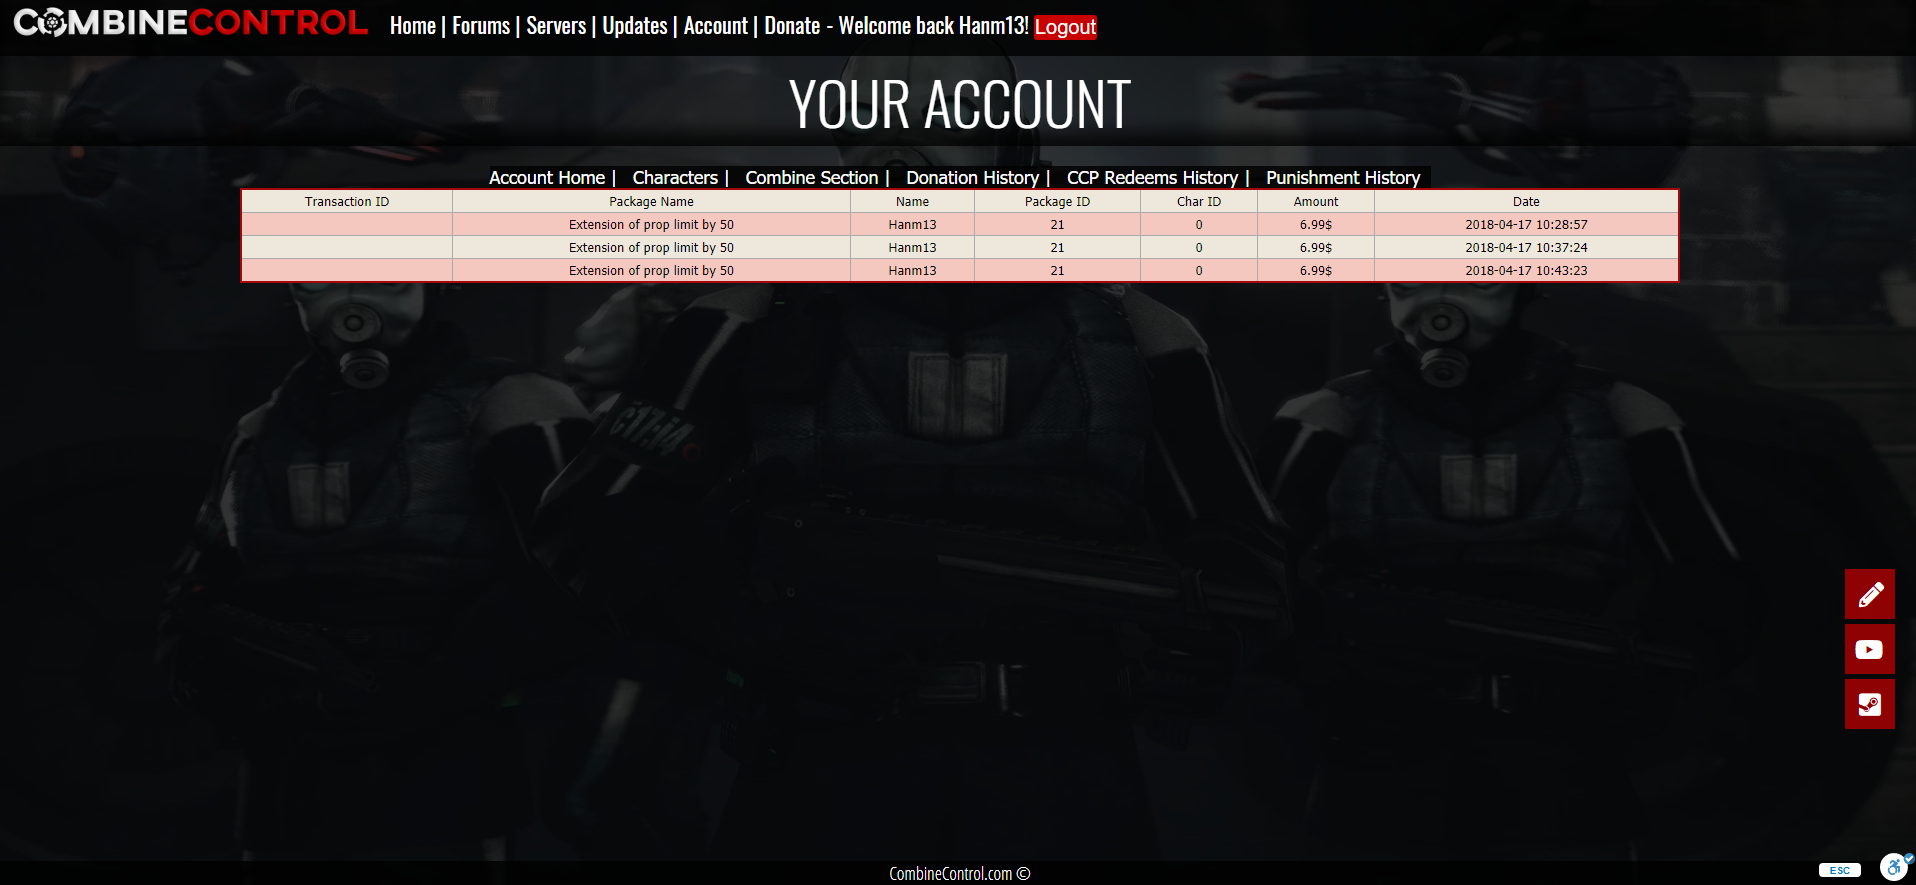 COMBINECONTROL Home | Forums | Servers | Updates | Account | Donate - Welcome back Hanm13! Logout
YOUR ACCOUNT
Account Home | Characters | Combine Section | Donation History | CCP Redeems History | Punishment History
Transaction ID Package Name Name Package ID Char ID Amount Date
Extension of prop limit by 50 Hanm13 21 0 6.99$ 2018-04-17 10:28:57
Extension of prop limit by 50 Hanm13 21 0 6.99$ 2018-04-17 10:37:24
Extension of prop limit by 50 Hanm13 21 0 6.99$ 2018-04-17 10:43:23
CombineControl.com ©
ESC